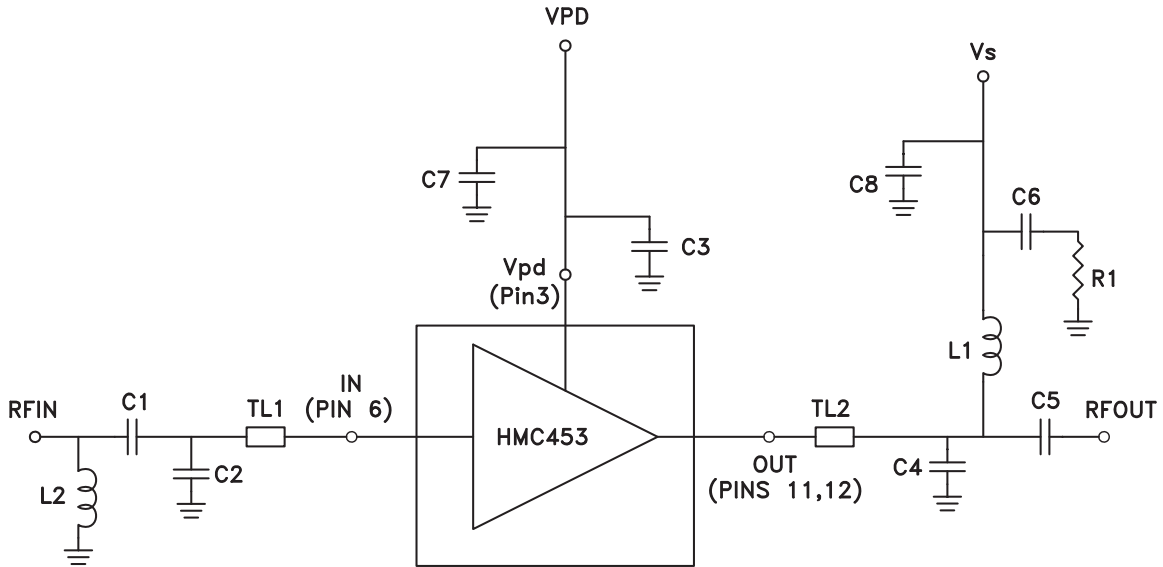 VPD
Vs
C7
C8
C6
C3
Vpd
(Pin3)
R1
L1
RFIN
C1
TL1
IN
(PIN 6)
HMC453
TL2
C5
RFOUT
L2
C2
OUT
(PINS 11,12)
C4